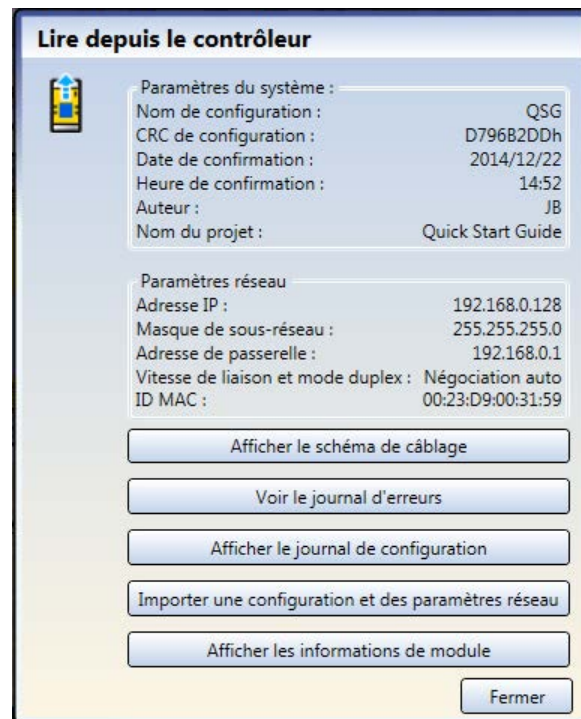 Lire depuis le contrôleur
Paramètres du système :
Nom de configuration : QSG
CRC de configuration : D796B2DDh
Date de confirmation : 2014/12/22
Heure de confirmation : 14:52
Auteur : JB
Nom du projet : Quick Start Guide
Paramètres réseau
Adresse IP : 192.168.0.128
Masque de sous-réseau : 255.255.255.0
Adresse de passerelle : 192.168.0.1
Vitesse de liaison et mode duplex : Négociation auto
ID MAC : 00:23:D9:00:31:59
Afficher le schéma de câblage
Voir le journal d'erreurs
Afficher le journal de configuration
Importer une configuration et des paramètres réseau
Afficher les informations de module
Fermer